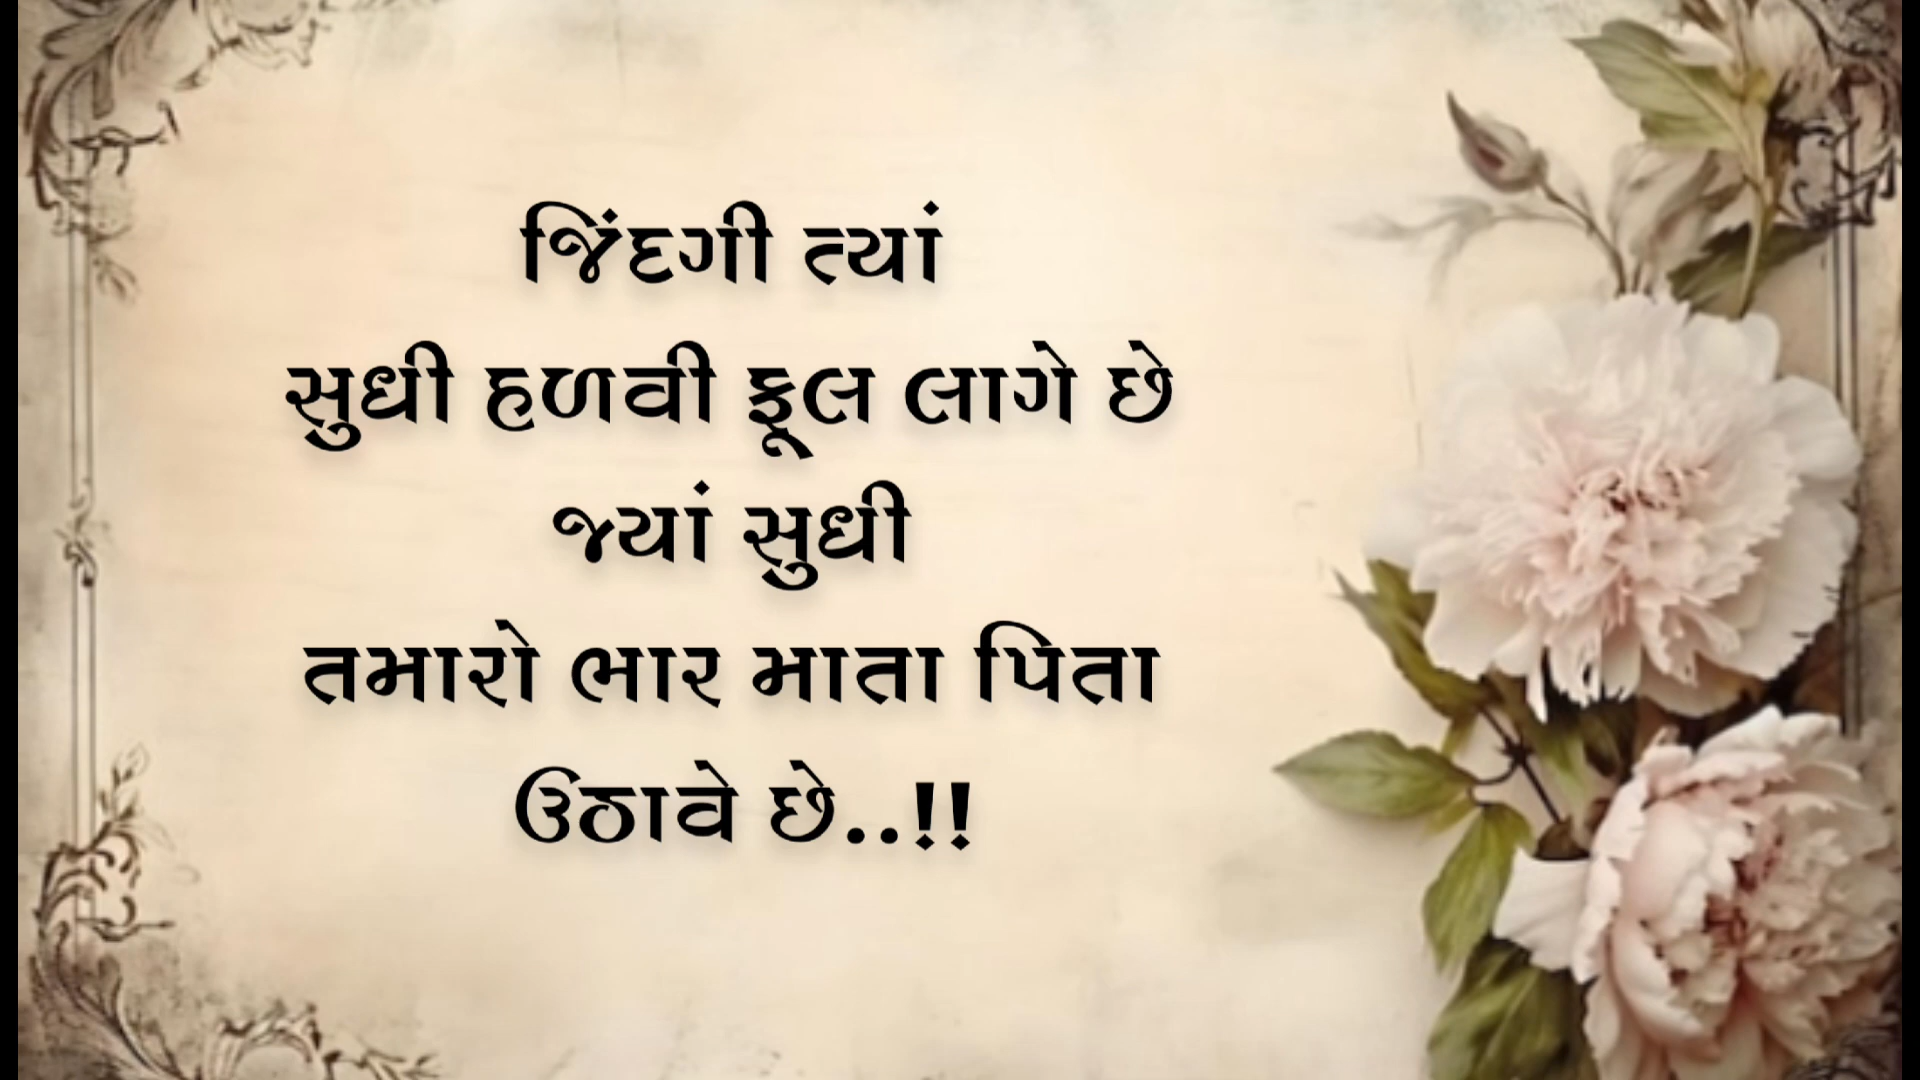 જિંદગી ત્યાં
સુધી હળવી ફૂલ લાગે છે
જ્યાં સુધી
તમારો ભાર માતા પિતા
ઉઠાવે છે..!!